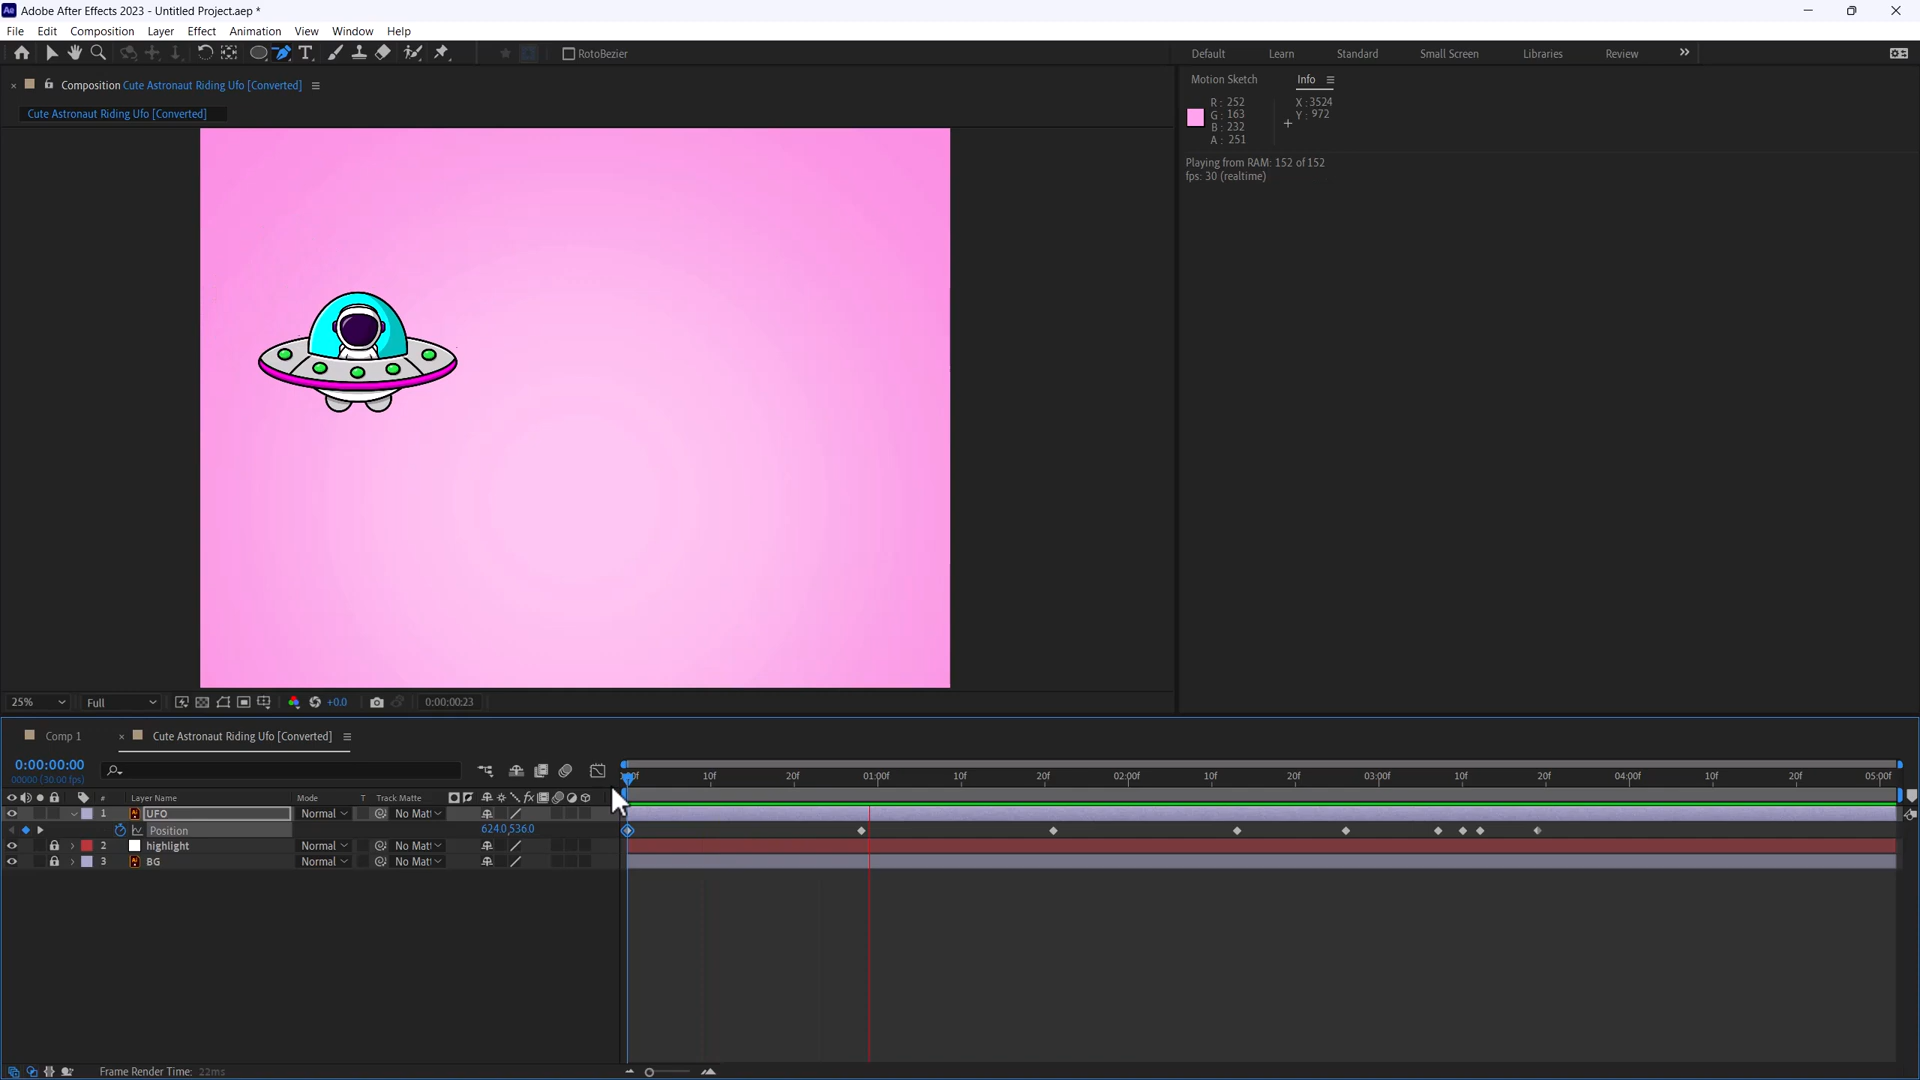 Ae Adobe After Effects 2023 - Untitled Project.aep *
File Edit Composition Layer Effect Animation View Window Help
RotoBezier Default Learn Standard Small Screen Libraries Review
Composition Cute Astronaut Riding Ufo [Converted]
Cute Astronaut Riding Ufo [Converted]
Motion Sketch Info
R: 252 X:3524
G: 163 Y: 972
B: 232
A: 251
Playing from RAM: 152 of 152
fps: 30 (realtime)
25% Full +0.0 0:00:00:23
Comp 1 Cute Astronaut Riding Ufo [Converted]
0:00:00:00
00000 (30.00 fps)
10f 20f 01:00f 10f 20f 02:00f 10f 20f 03:00f 10f 20f 04:00f 10f 20f 05:00f
# Layer Name Mode T Track Matte fx
1 Ai UFO Normal No Matt
Position 624.0,536.0
2 highlight Normal No Matt
3 Ai BG Normal No Matt
Frame Render Time: 22ms